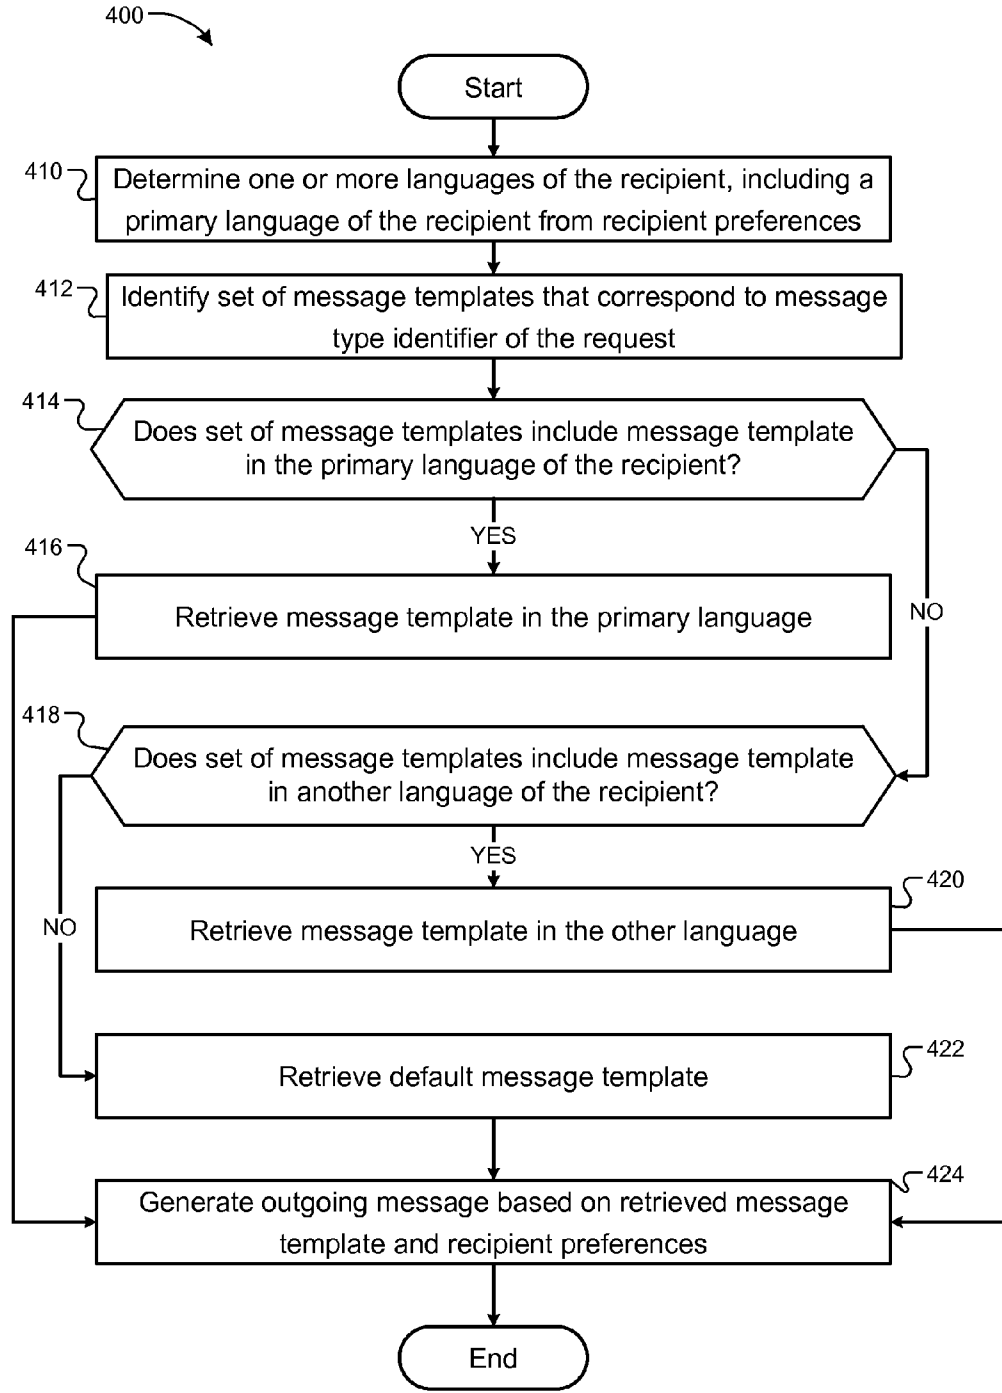 400
Start
410
Determine one or more languages of the recipient, including a
primary language of the recipient from recipient preferences
412
Identify set of message templates that correspond to message
type identifier of the request
414
Does set of message templates include message template
in the primary language of the recipient?
YES
416
Retrieve message template in the primary language
NO
418
Does set of message templates include message template
in another language of the recipient?
YES
420
Retrieve message template in the other language
NO
422
Retrieve default message template
424
Generate outgoing message based on retrieved message
template and recipient preferences
End